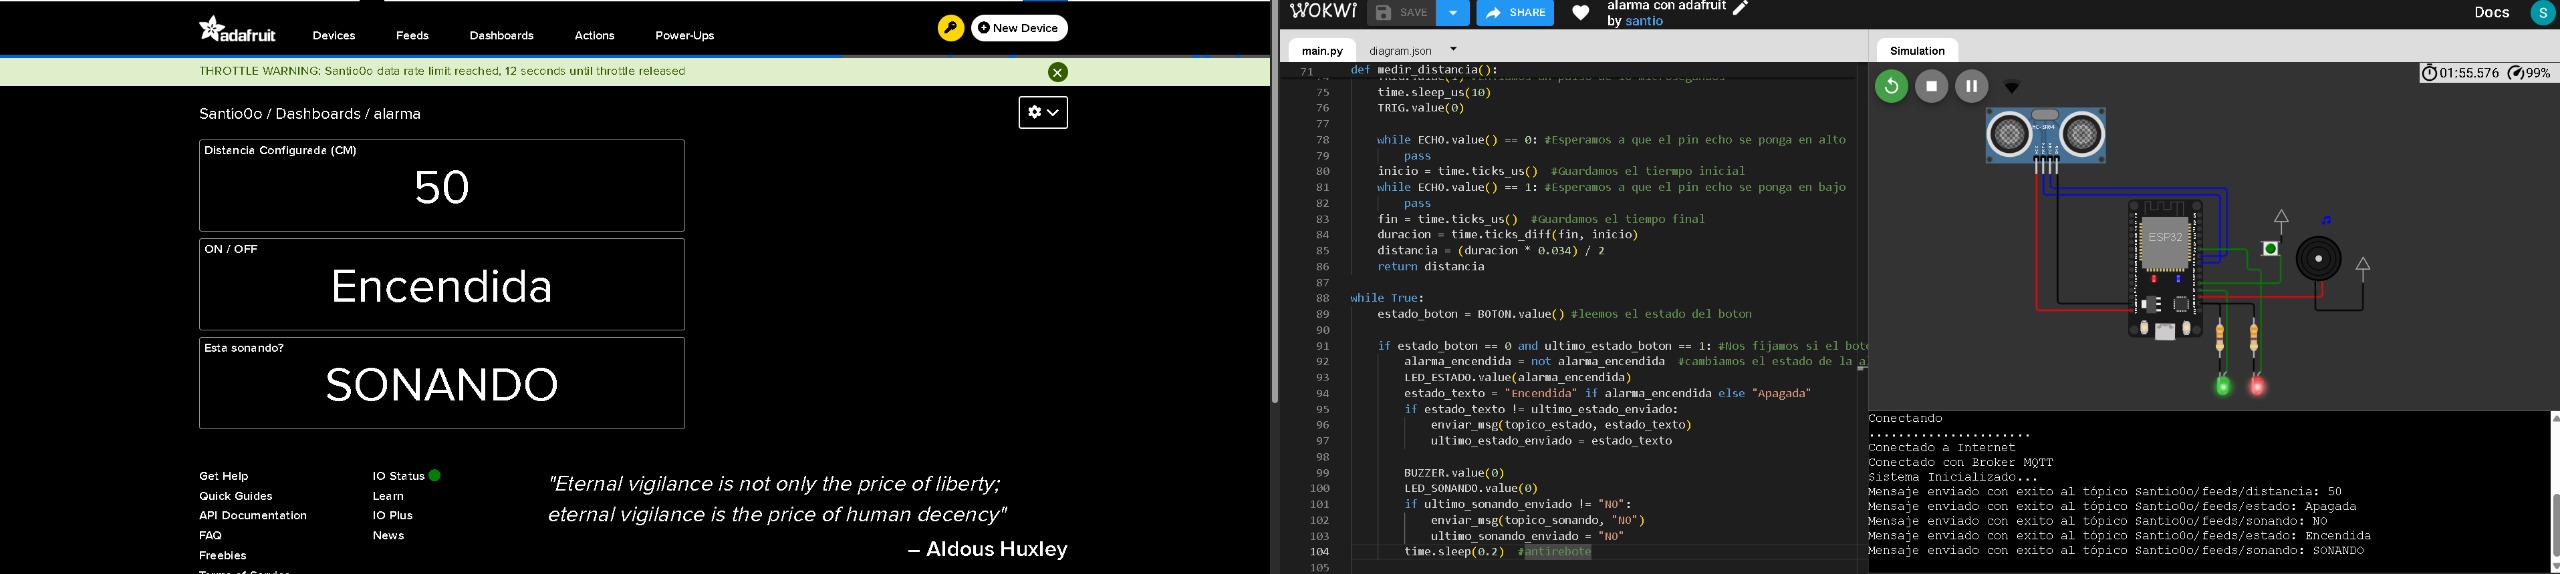 adafruit
Devices
Feeds
Dashboards
Actions
Power-Ups
New Device
THROTTLE WARNING: Santio0o data rate limit reached, 12 seconds until throttle released
Santio0o / Dashboards / alarma
Distancia Configurada (CM)
50
ON / OFF
Encendida
Esta sonando?
SONANDO
Get Help
Quick Guides
API Documentation
FAQ
Freebies
IO Status
Learn
IO Plus
News
"Eternal vigilance is not only the price of liberty;
eternal vigilance is the price of human decency"
– Aldous Huxley
WOKWI
SAVE
SHARE
alarma con adafruit
by santio
Docs
S
main.py
diagram.json
71 def medir_distancia():
75 time.sleep_us(10)
76 TRIG.value(0)
77
78 while ECHO.value() == 0: #Esperamos a que el pin echo se ponga en alto
79 pass
80 inicio = time.ticks_us() #Guardamos el tiermpo inicial
81 while ECHO.value() == 1: #Esperamos a que el pin echo se ponga en bajo
82 pass
83 fin = time.ticks_us() #Guardamos el tiempo final
84 duracion = time.ticks_diff(fin, inicio)
85 distancia = (duracion * 0.034) / 2
86 return distancia
87
88 while True:
89 estado_boton = BOTON.value() #leemos el estado del boton
90
91 if estado_boton == 0 and ultimo_estado_boton == 1: #Nos fijamos si el boto
92 alarma_encendida = not alarma_encendida #cambiamos el estado de la a
93 LED_ESTADO.value(alarma_encendida)
94 estado_texto = "Encendida" if alarma_encendida else "Apagada"
95 if estado_texto != ultimo_estado_enviado:
96 enviar_msg(topico_estado, estado_texto)
97 ultimo_estado_enviado = estado_texto
98
99 BUZZER.value(0)
100 LED_SONANDO.value(0)
101 if ultimo_sonando_enviado != "NO":
102 enviar_msg(topico_sonando, "NO")
103 ultimo_sonando_enviado = "NO"
104 time.sleep(0.2) #antirebote
105
Simulation
01:55.576
99%
HC-SR04
ESP32
Conectando
......................
Conectado a Internet
Conectado con Broker MQTT
Sistema Inicializado...
Mensaje enviado con exito al tópico Santio0o/feeds/distancia: 50
Mensaje enviado con exito al tópico Santio0o/feeds/estado: Apagada
Mensaje enviado con exito al tópico Santio0o/feeds/sonando: NO
Mensaje enviado con exito al tópico Santio0o/feeds/estado: Encendida
Mensaje enviado con exito al tópico Santio0o/feeds/sonando: SONANDO